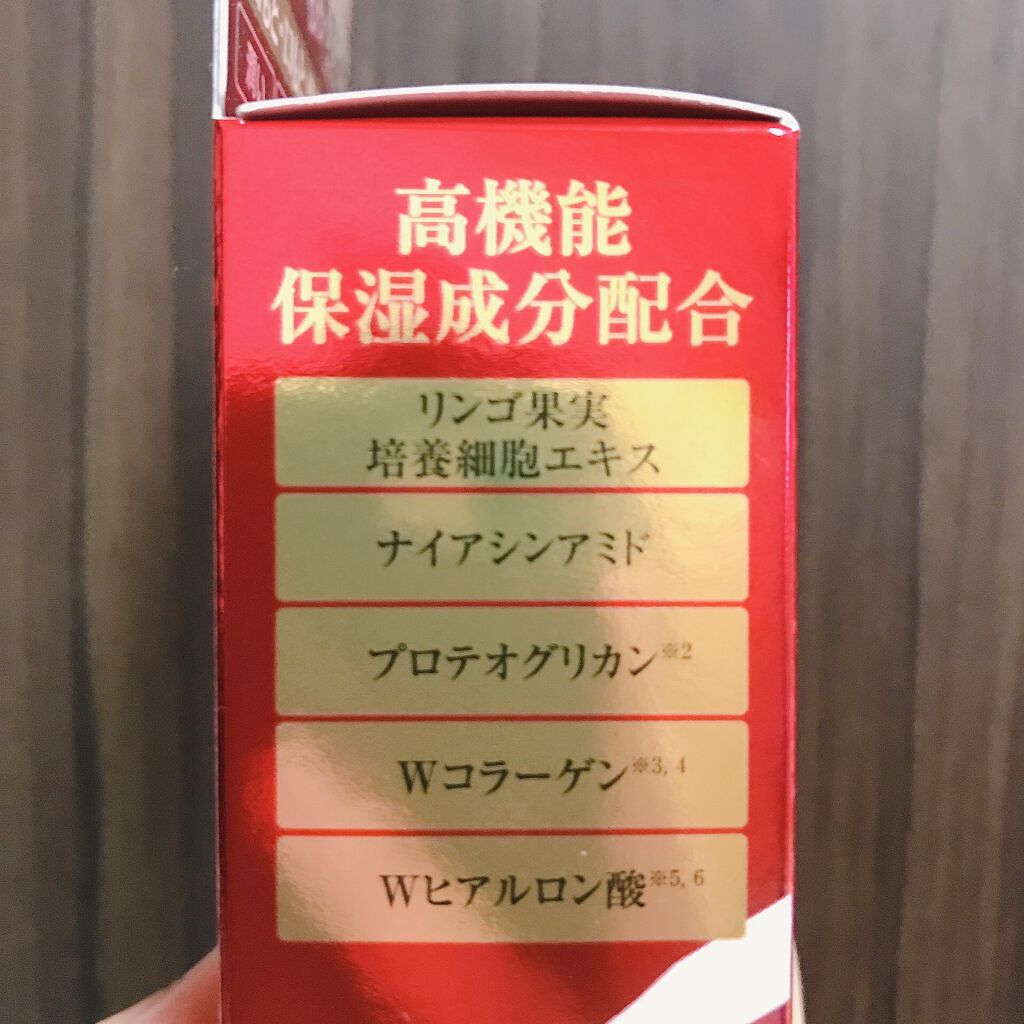 高機能
保湿成分配合
リンゴ果実
培養細胞エキス
ナイアシンアミド
プロテオグリカン※2
Wコラーゲン※3, 4
Wヒアルロン酸※5, 6